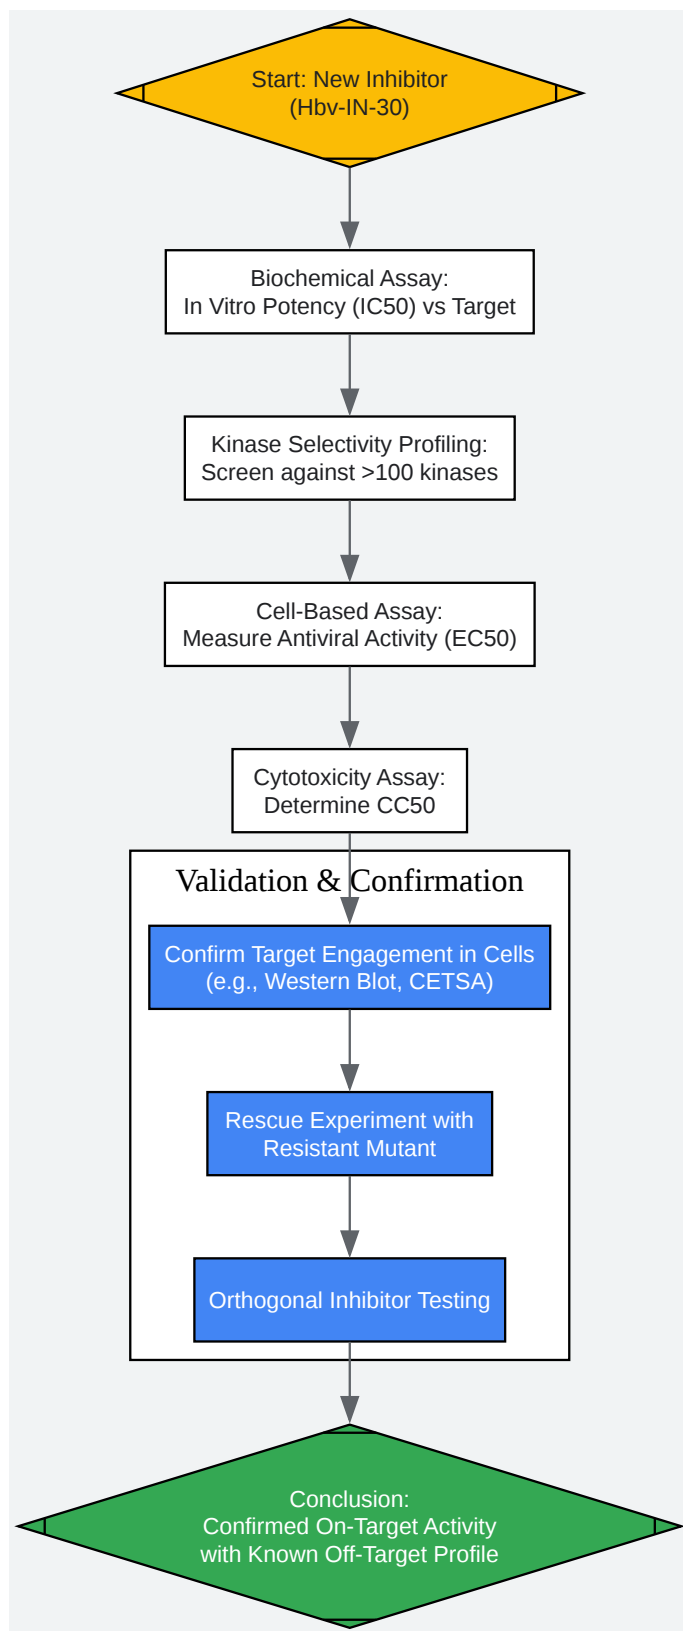 Start: New Inhibitor
(Hbv-IN-30)
Biochemical Assay:
In Vitro Potency (IC50) vs Target
Kinase Selectivity Profiling:
Screen against >100 kinases
Cell-Based Assay:
Measure Antiviral Activity (EC50)
Cytotoxicity Assay:
Determine CC50
Validation & Confirmation
Confirm Target Engagement in Cells
(e.g., Western Blot, CETSA)
Rescue Experiment with
Resistant Mutant
Orthogonal Inhibitor Testing
Conclusion:
Confirmed On-Target Activity
with Known Off-Target Profile